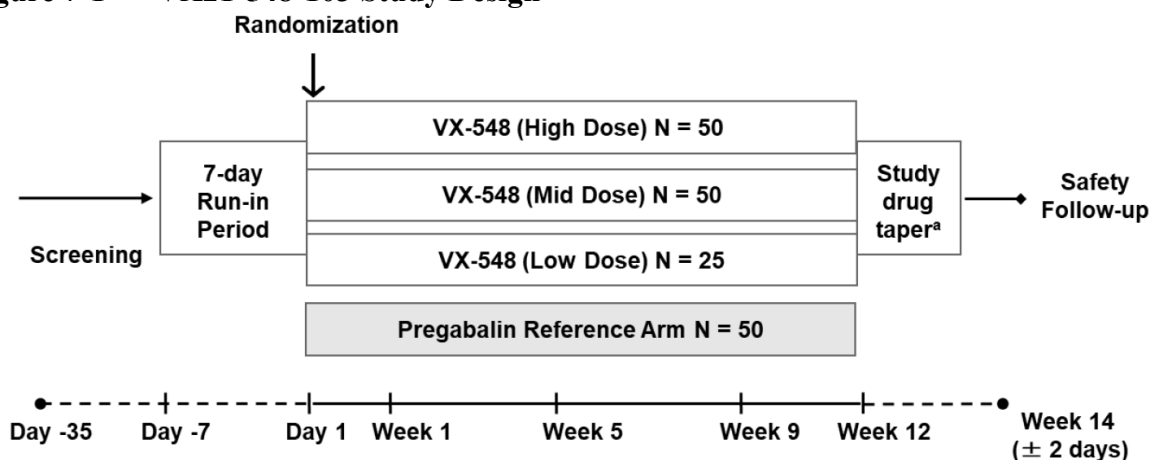 Study Design
Randomization
VX-548 (High Dose) N = 50
7-day
Run-in
Period
VX-548 (Mid Dose) N = 50
Study
drug
taperᵃ
Safety
Follow-up
Screening
VX-548 (Low Dose) N = 25
Pregabalin Reference Arm N = 50
Day -35 Day -7 Day 1 Week 1 Week 5 Week 9 Week 12 Week 14
(± 2 days)